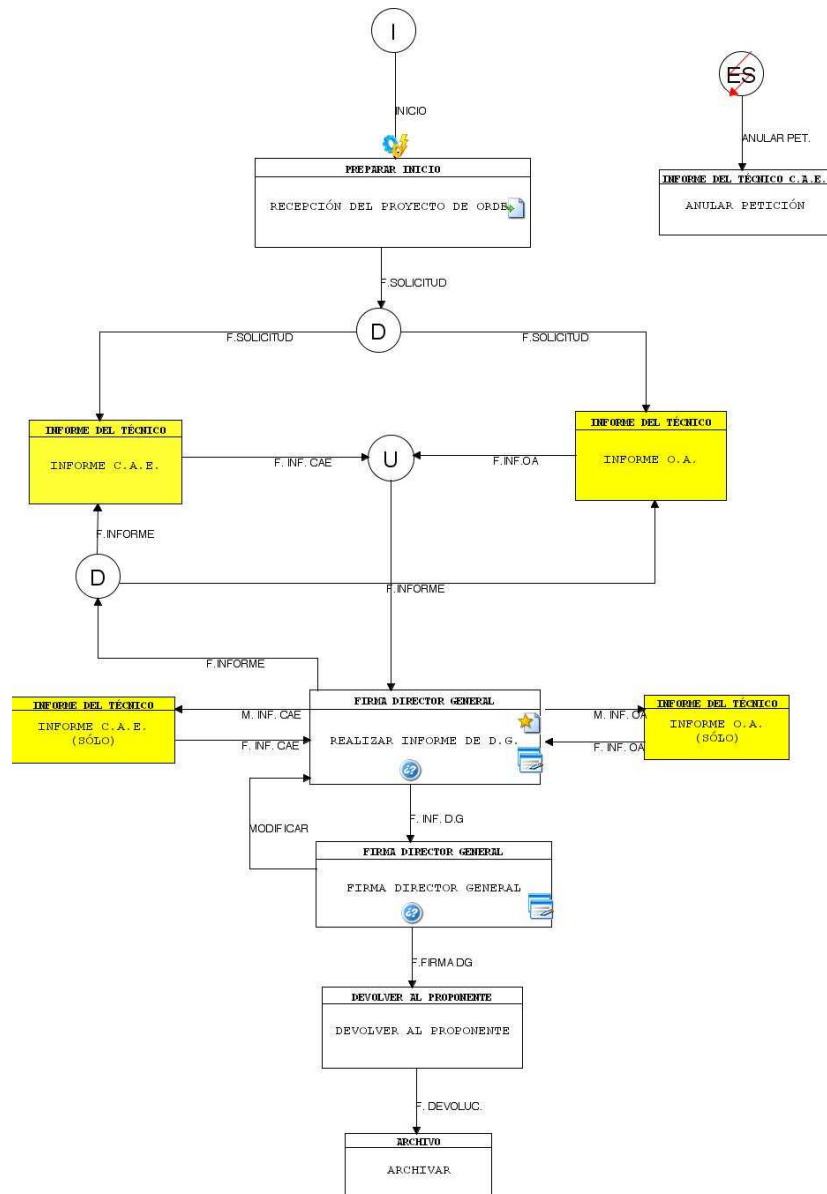 I
ES
INICIO
ANULAR PET.
PREPARAR INICIO
RECEPCIÓN DEL PROYECTO DE ORDE
INFORME DEL TÉCNICO C.A.E.
ANULAR PETICIÓN
F.SOLICITUD
D
F.SOLICITUD
F.SOLICITUD
INFORME DEL TÉCNICO
INFORME C.A.E.
F. INF. CAE
U
F.INF.OA
INFORME DEL TÉCNICO
INFORME O.A.
F.INFORME
D
F.INFORME
F.INFORME
INFORME DEL TÉCNICO
INFORME C.A.E.
(SÓLO)
M. INF. CAE
F. INF. CAE
FIRMA DIRECTOR GENERAL
REALIZAR INFORME DE D.G.
M. INF. OA
F. INF. OA
INFORME DEL TÉCNICO
INFORME O.A.
(SÓLO)
F. INF. D.G
MODIFICAR
FIRMA DIRECTOR GENERAL
FIRMA DIRECTOR GENERAL
F.FIRMA.DG
DEVOLVER AL PROPONENTE
DEVOLVER AL PROPONENTE
F. DEVOLUC.
ARCHIVO
ARCHIVAR